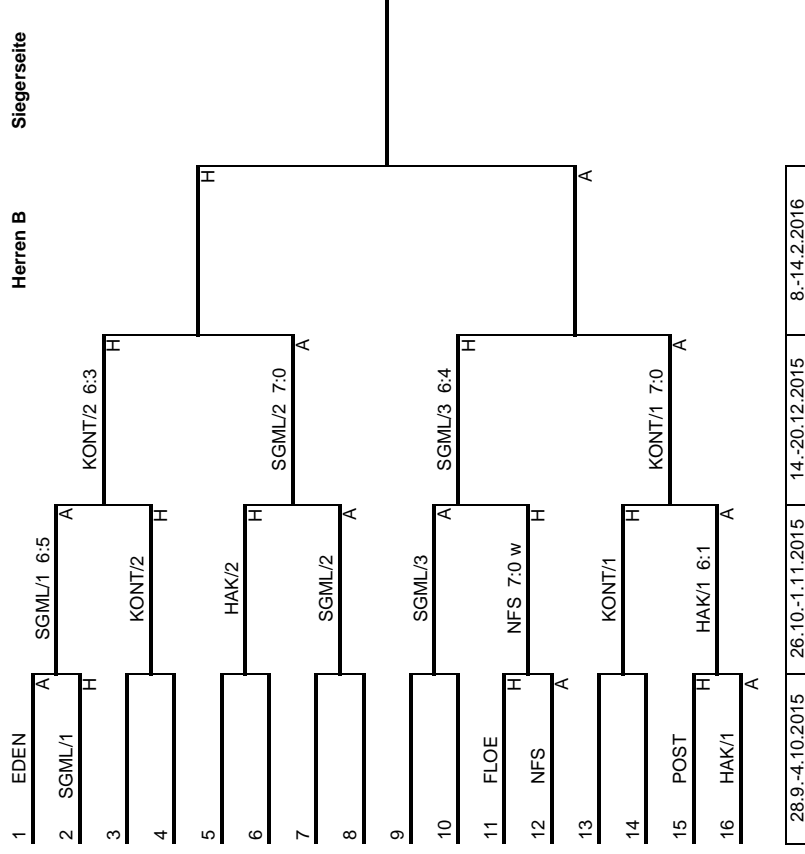 Herren B Siegerseite
1 EDEN
A
SGML/1 6:5
2 SGML/1
H
A
KONT/2 6:3
3
KONT/2
H
H
4
H
5
HAK/2
H
6
SGML/2 7:0
A
7
SGML/2
A
8
9
SGML/3
A
10
SGML/3 6:4
H
11 FLOE
H
NFS 7:0 w
H
12 NFS
A
A
13
KONT/1
H
14
KONT/1 7:0
A
15 POST
H
HAK/1 6:1
A
16 HAK/1
A
28.9.-4.10.2015 26.10.-1.11.2015 14.-20.12.2015 8.-14.2.2016